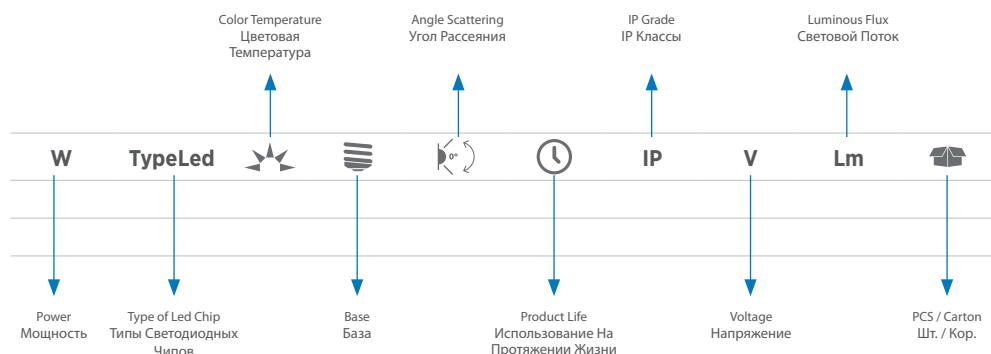 Color Temperature
Цветовая
Температура
Angle Scattering
Угол Рассеяния
IP Grade
IP Классы
Luminous Flux
Световой Поток
W TypeLed 0° IP V Lm
Power
Мощность
Type of Led Chip
Типы Светодиодных
Чипов
Base
База
Product Life
Использование На
Протяжении Жизни
Voltage
Напряжение
PCS / Carton
Шт. / Кор.